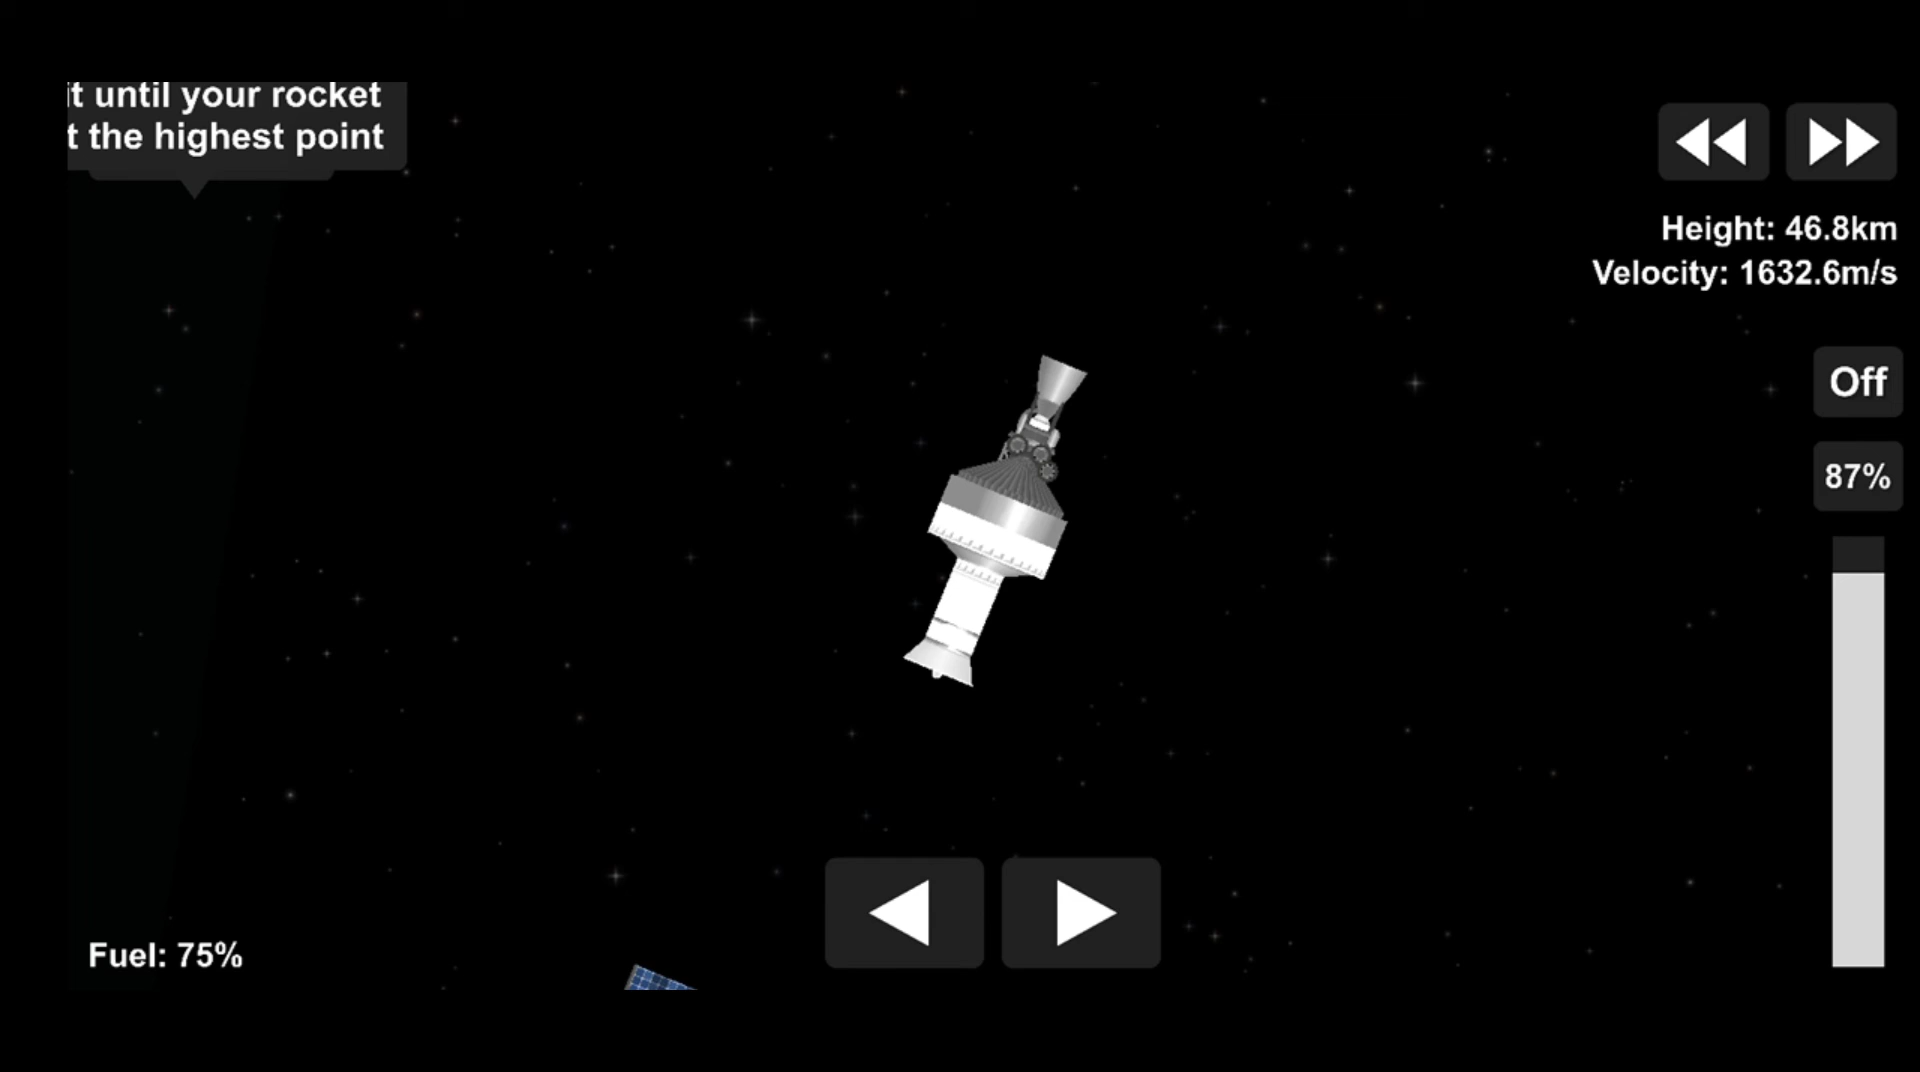 it until your rocket
t the highest point
Height: 46.8km
Velocity: 1632.6m/s
Off
87%
Fuel: 75%